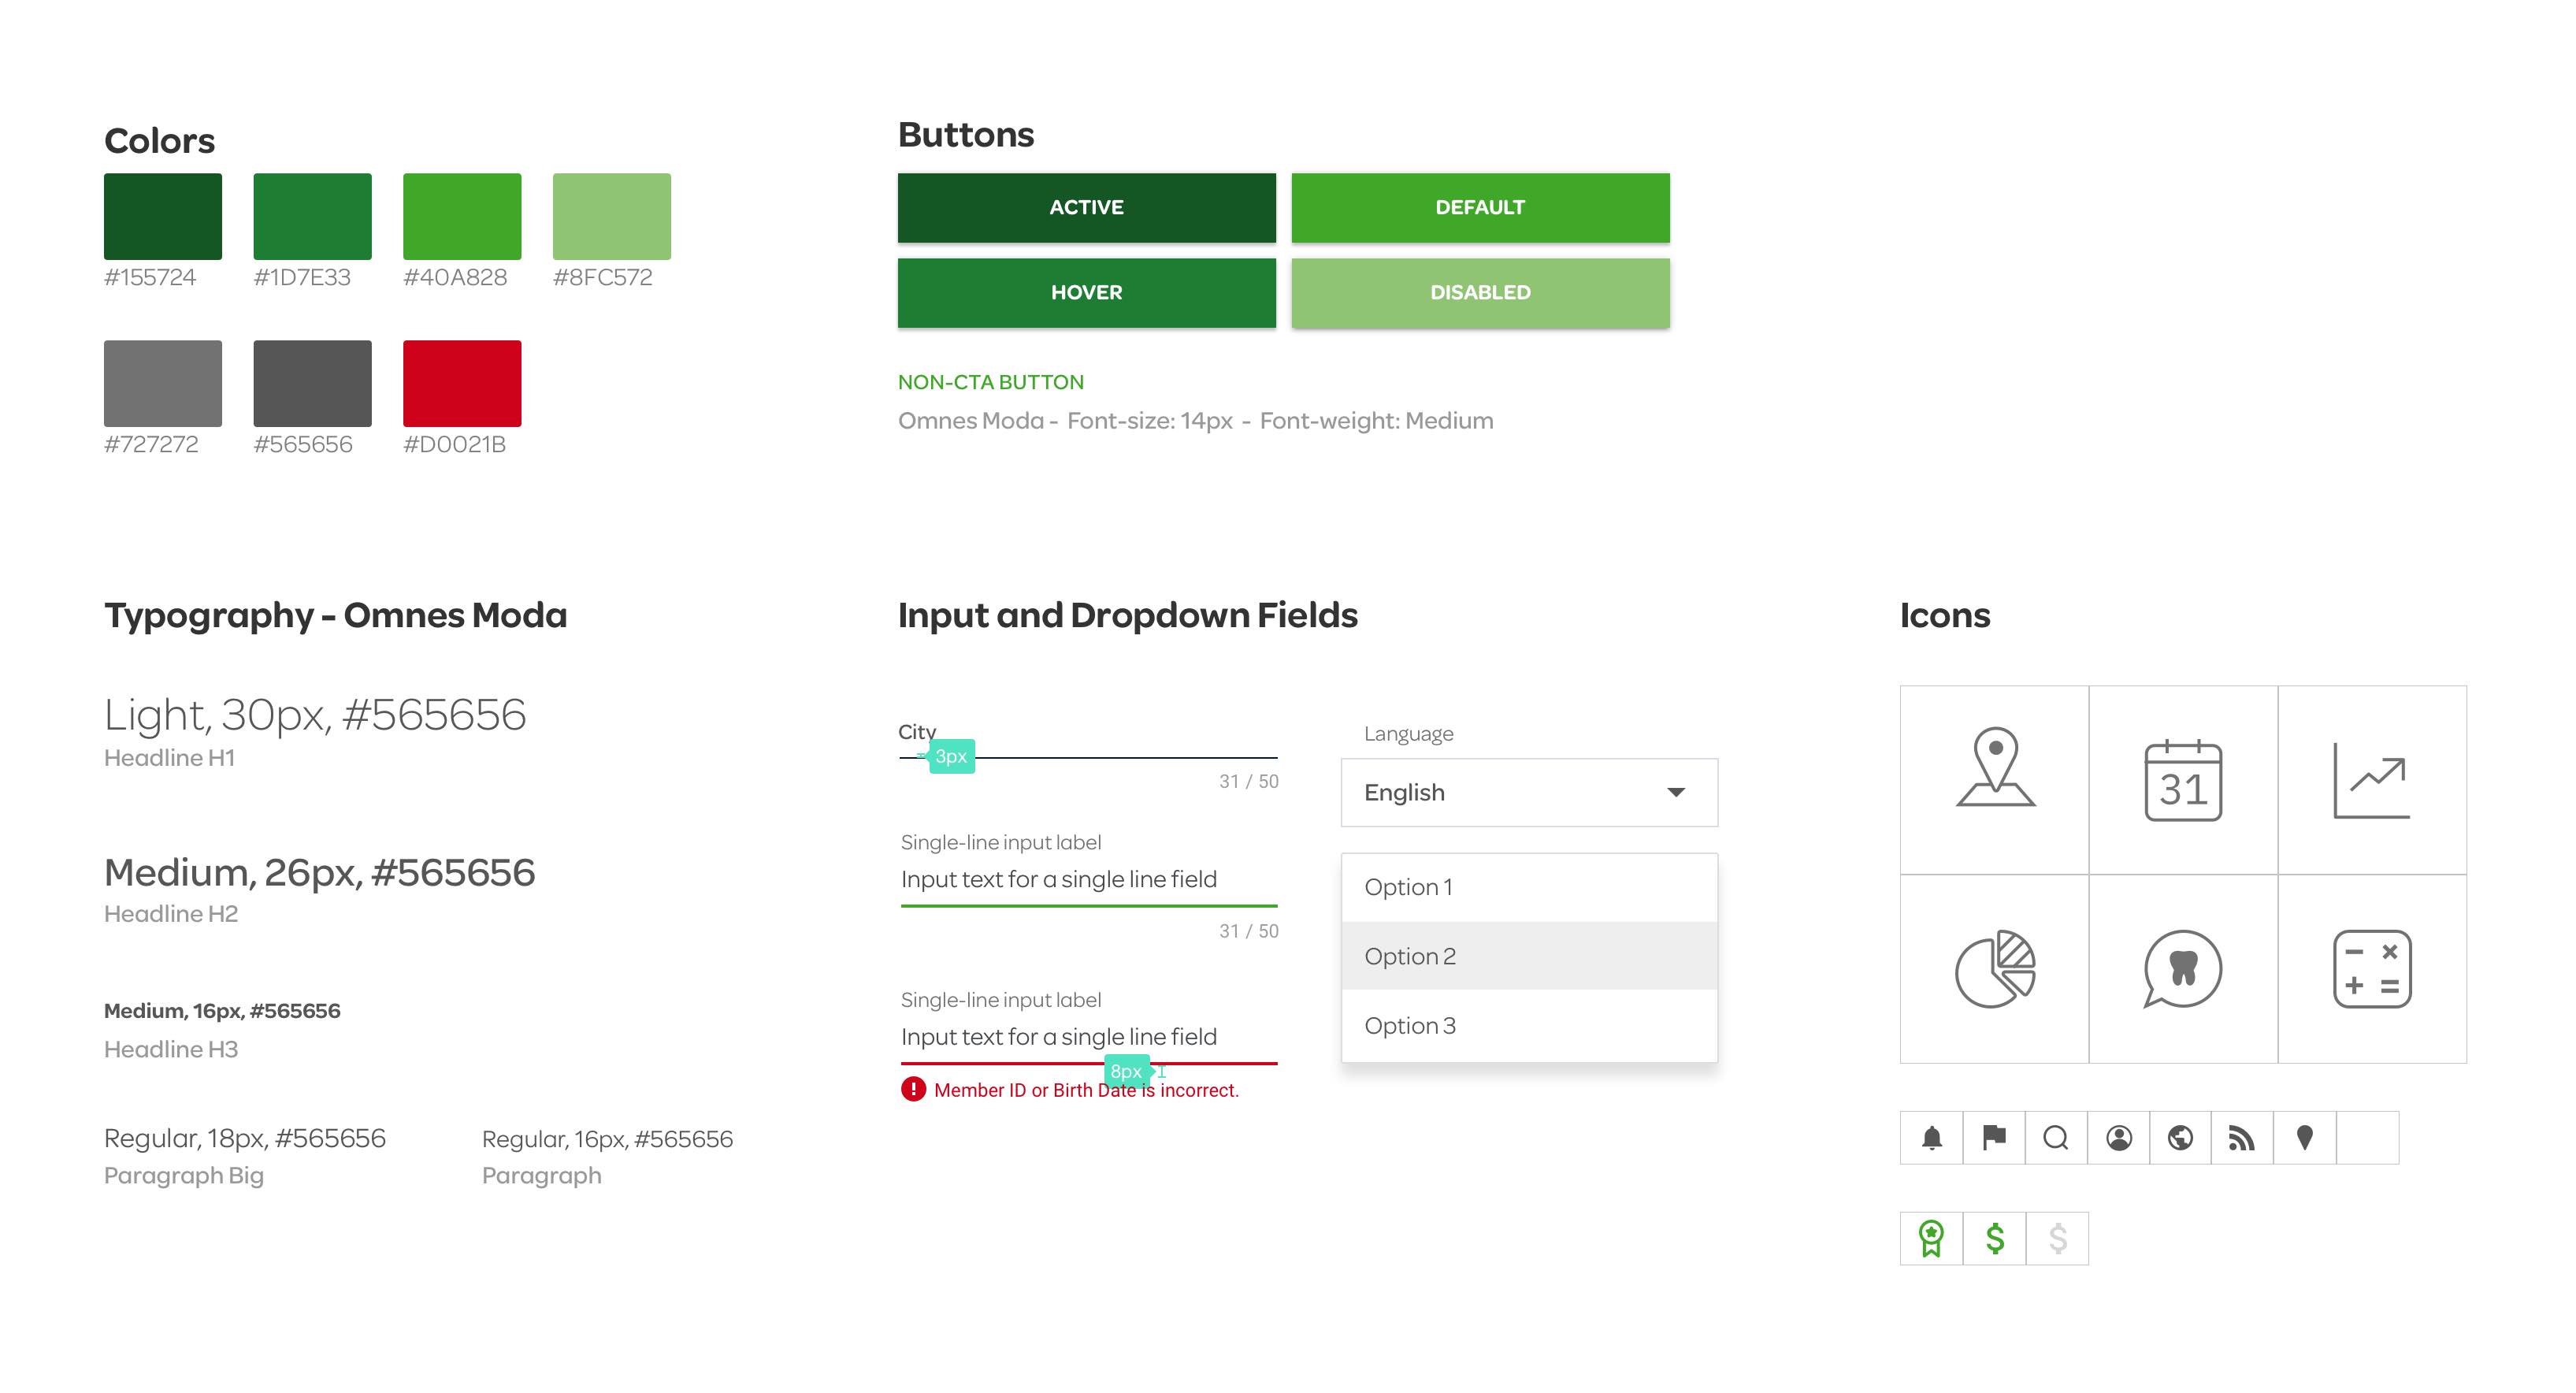 Colors
#155724
#1D7E33
#40A828
#8FC572
#727272
#565656
#D0021B
Buttons
ACTIVE
DEFAULT
HOVER
DISABLED
NON-CTA BUTTON
Omnes Moda - Font-size: 14px - Font-weight: Medium
Typography - Omnes Moda
Light, 30px, #565656
Headline H1
Medium, 26px, #565656
Headline H2
Medium, 16px, #565656
Headline H3
Regular, 18px, #565656
Paragraph Big
Regular, 16px, #565656
Paragraph
Input and Dropdown Fields
City
3px
31 / 50
Single-line input label
Input text for a single line field
31 / 50
Single-line input label
Input text for a single line field
8px
! Member ID or Birth Date is incorrect.
Language
English
Option 1
Option 2
Option 3
Icons
31
− ×
+ =
$
$